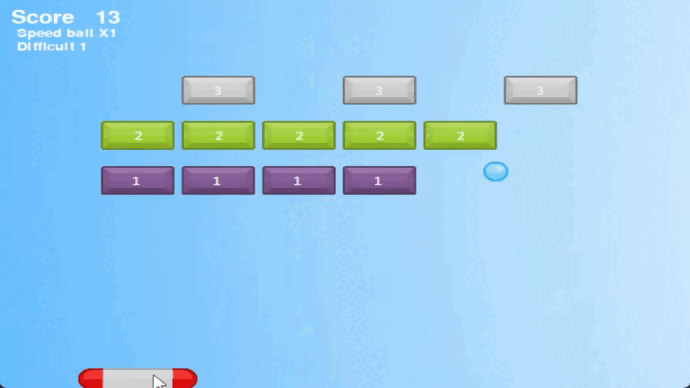 Score 13
Speed ball X1
Difficult 1
3 3 3
2 2 2 2 2
1 1 1 1